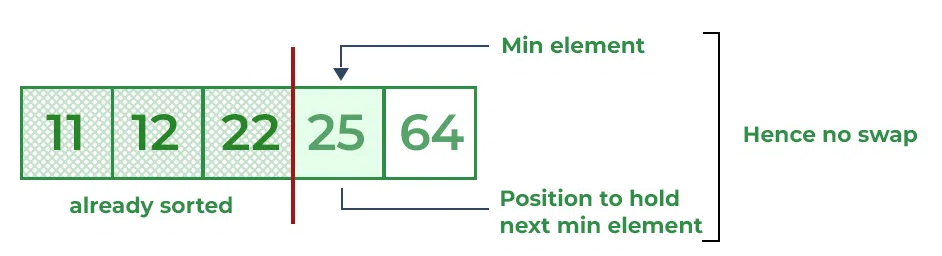 Min element
11 12 22 25 64
Hence no swap
already sorted
Position to hold
next min element